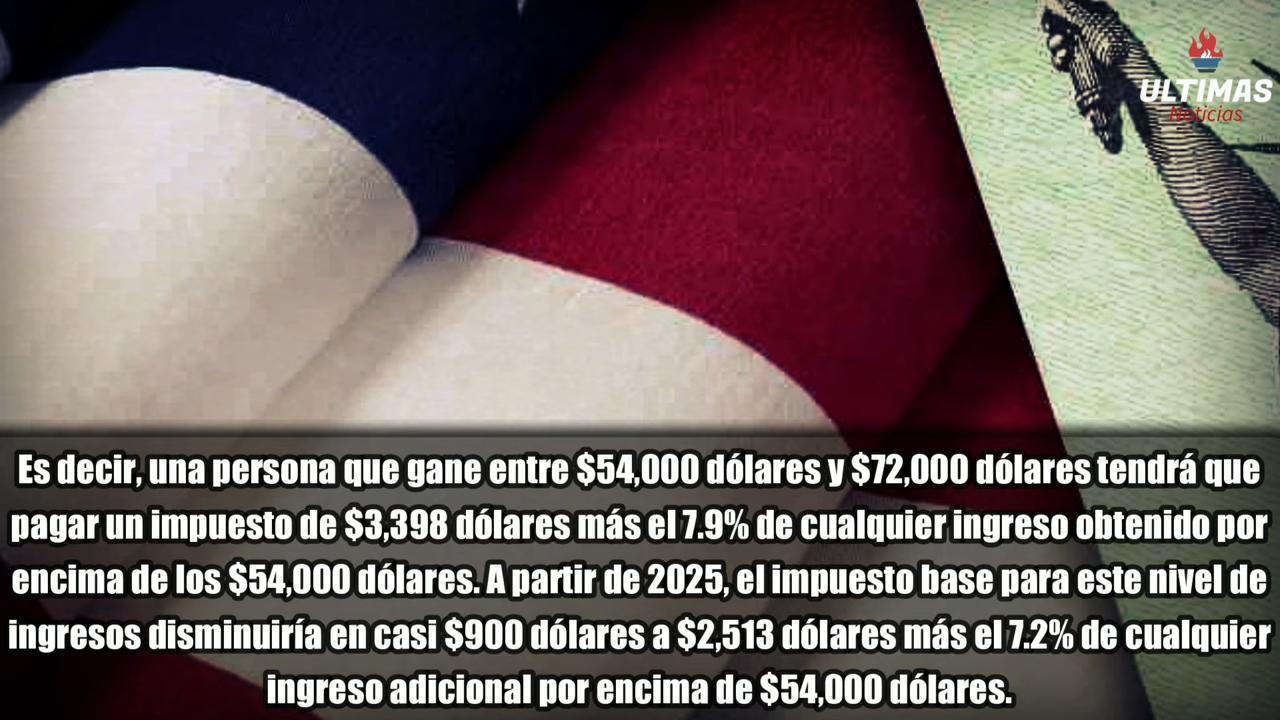 ULTIMAS
Noticias
Es decir, una persona que gane entre $54,000 dólares y $72,000 dólares tendrá que
pagar un impuesto de $3,398 dólares más el 7.9% de cualquier ingreso obtenido por
encima de los $54,000 dólares. A partir de 2025, el impuesto base para este nivel de
ingresos disminuiría en casi $900 dólares a $2,513 dólares más el 7.2% de cualquier
ingreso adicional por encima de $54,000 dólares.